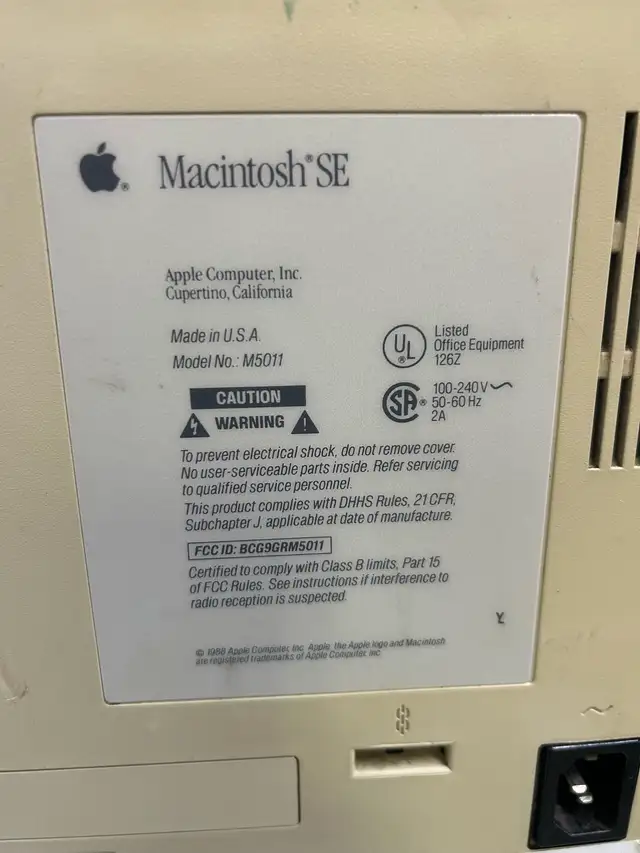 Macintosh® SE
Apple Computer, Inc.
Cupertino, California
Made in U.S.A.
Model No.: M5011
UL®
Listed
Office Equipment
126Z
SA®
100-240V
50-60 Hz
2A
CAUTION
WARNING
To prevent electrical shock, do not remove cover.
No user-serviceable parts inside. Refer servicing
to qualified service personnel.
This product complies with DHHS Rules, 21 CFR,
Subchapter J, applicable at date of manufacture.
FCC ID: BCG9GRM5011
Certified to comply with Class B limits, Part 15
of FCC Rules. See instructions if interference to
radio reception is suspected.
© 1988 Apple Computer, Inc. Apple, the Apple logo and Macintosh
are registered trademarks of Apple Computer, Inc.